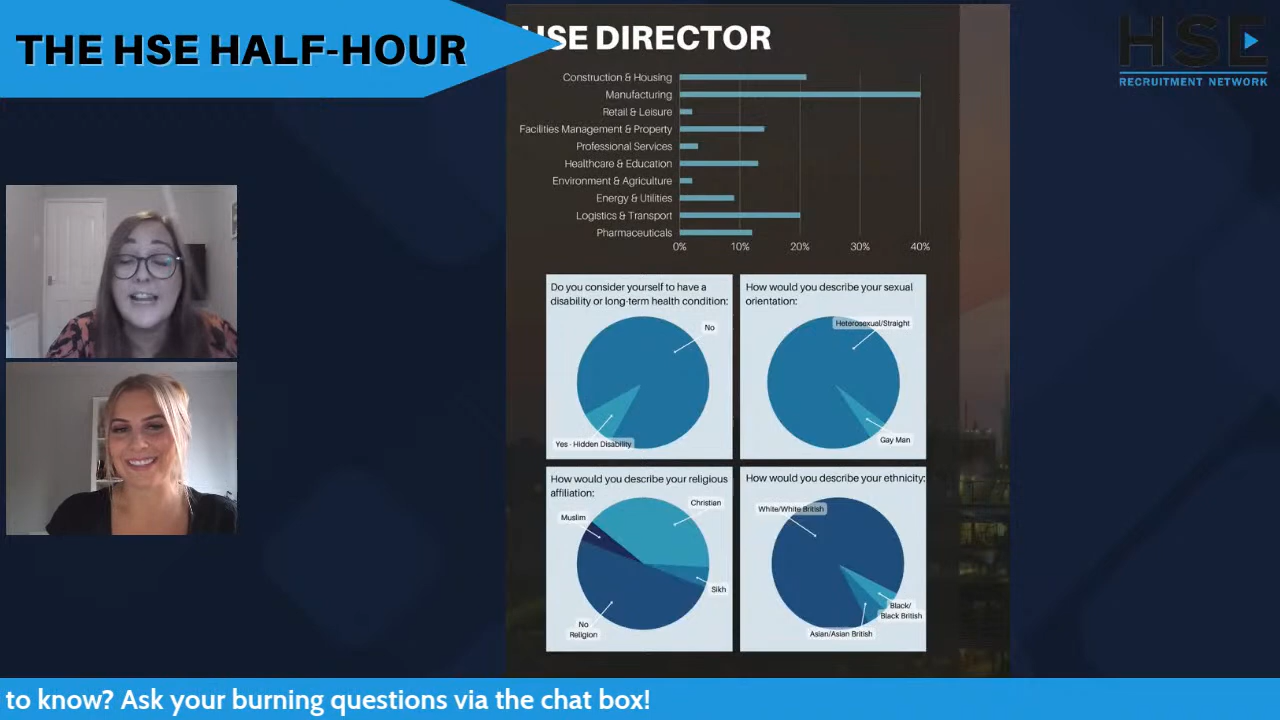 THE HSE HALF-HOUR
HSE DIRECTOR
HSE
RECRUITMENT NETWORK
Construction & Housing
Manufacturing
Retail & Leisure
Facilities Management & Property
Professional Services
Healthcare & Education
Environment & Agriculture
Energy & Utilities
Logistics & Transport
Pharmaceuticals
0% 10% 20% 30% 40%
Do you consider yourself to have a
disability or long-term health condition:
No
Yes - Hidden Disability
How would you describe your sexual
orientation:
Heterosexual/Straight
Gay Man
How would you describe your religious
affiliation:
Christian
Muslim
Sikh
No
Religion
How would you describe your ethnicity:
White/White British
Black/
Black British
Asian/Asian British
to know? Ask your burning questions via the chat box!